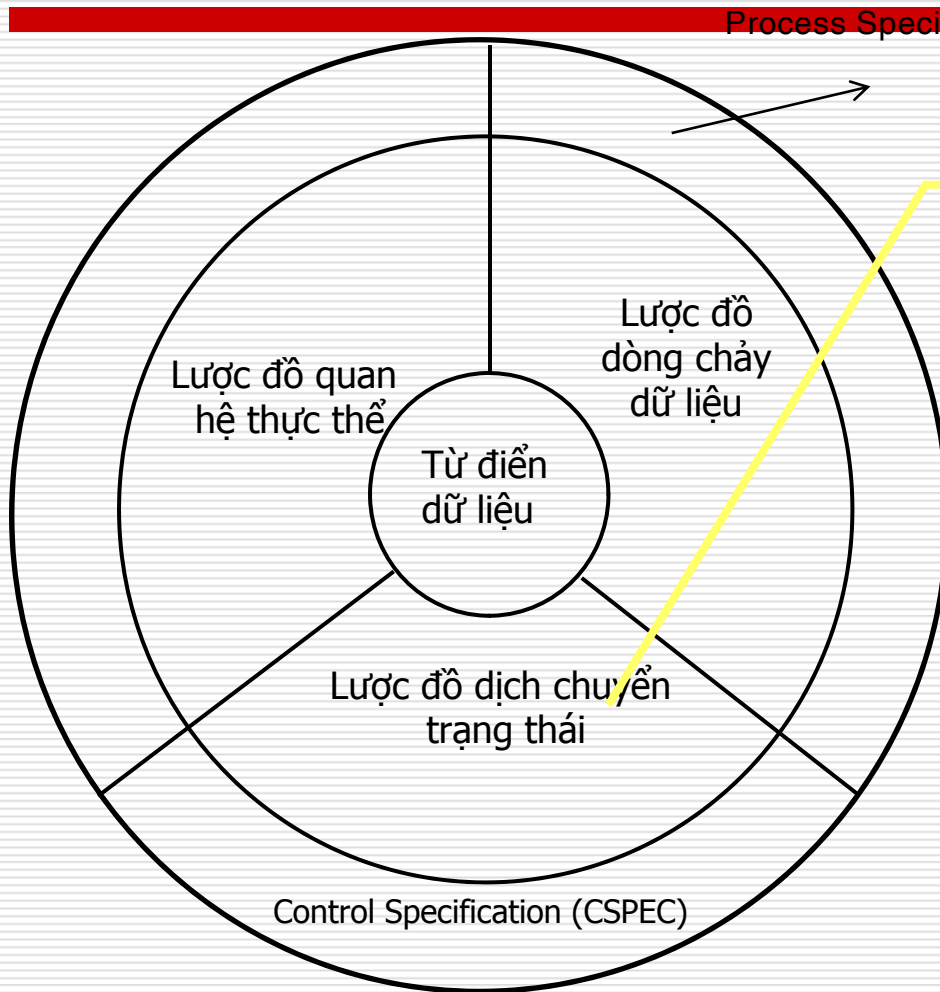 Process Speci
Lược đồ
dòng chảy
dữ liệu
Lược đồ quan
hệ thực thể
Từ điển
dữ liệu
Lược đồ dịch chuyển
trạng thái
Control Specification (CSPEC)